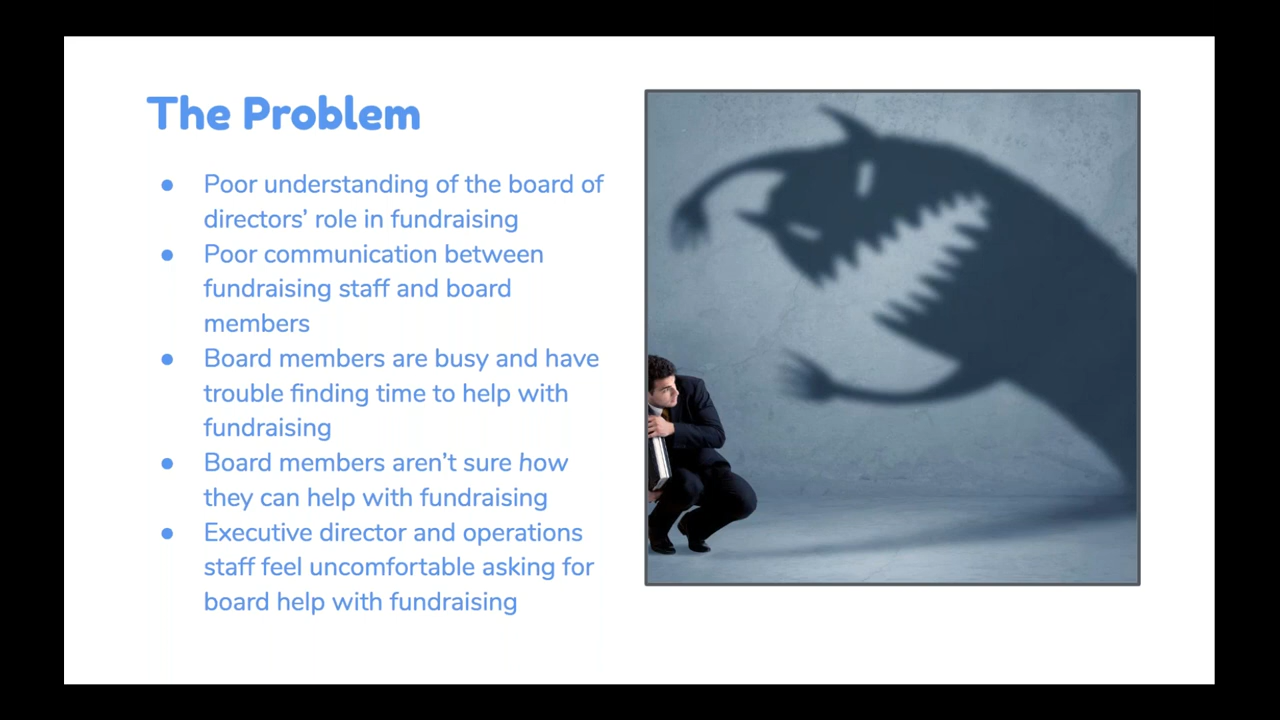 The Problem
● Poor understanding of the board of
directors’ role in fundraising
● Poor communication between
fundraising staff and board
members
● Board members are busy and have
trouble finding time to help with
fundraising
● Board members aren’t sure how
they can help with fundraising
● Executive director and operations
staff feel uncomfortable asking for
board help with fundraising